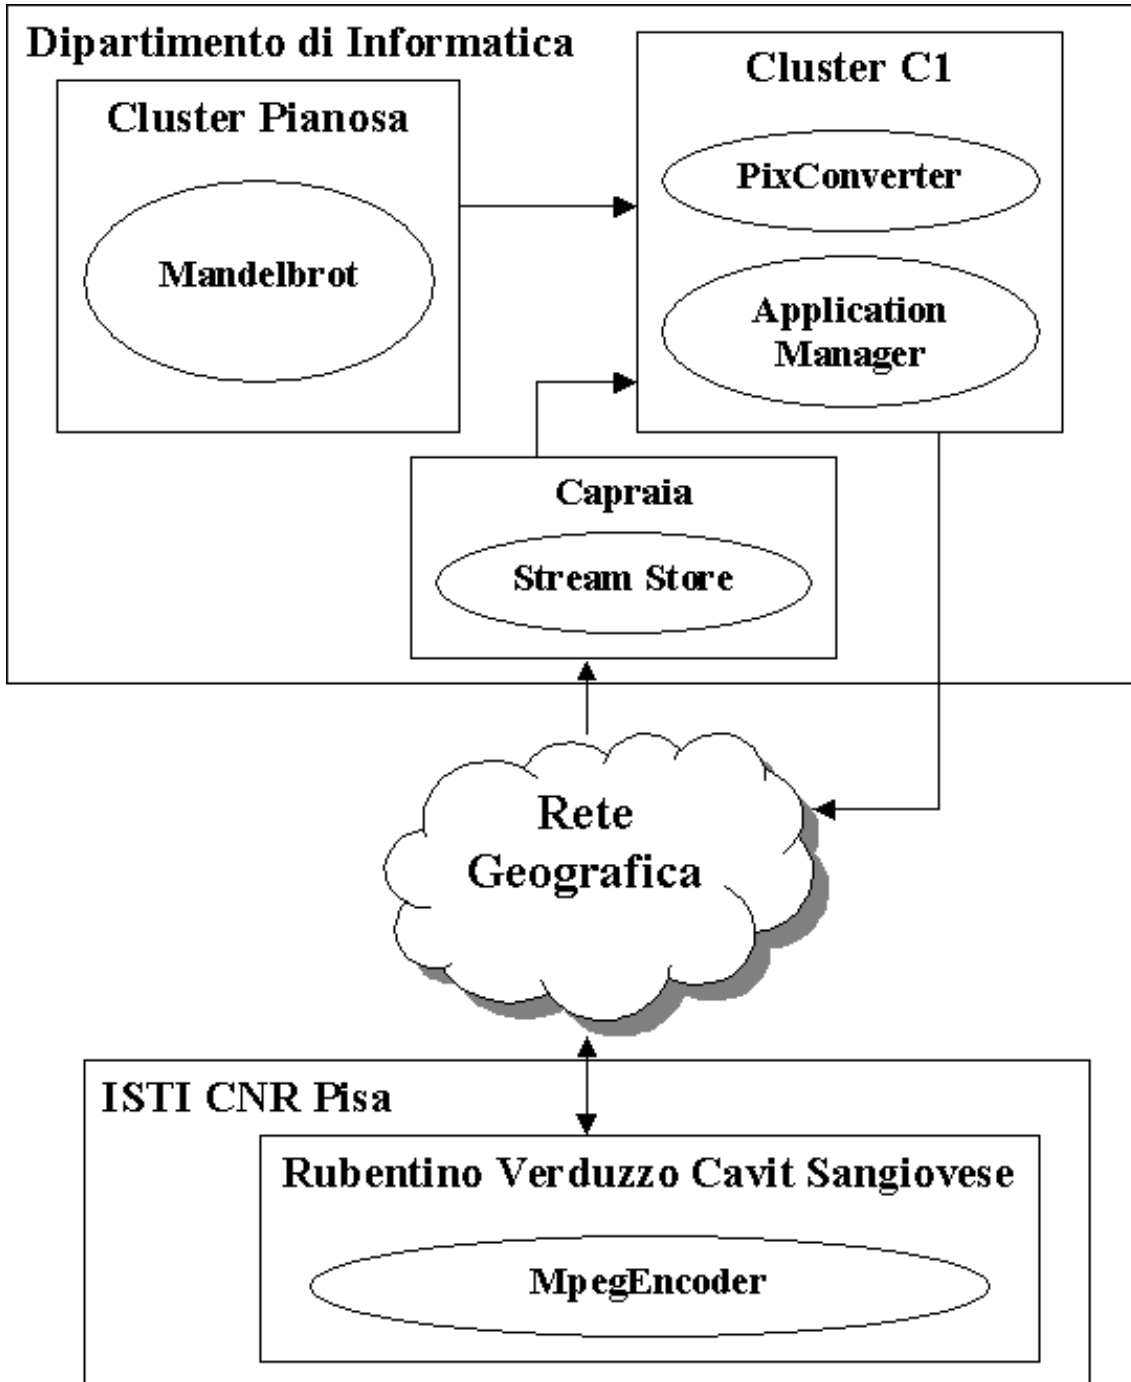 Dipartimento di Informatica
Cluster Pianosa
Mandelbrot
Cluster C1
PixConverter
Application
Manager
Capraia
Stream Store
Rete
Geografica
ISTI CNR Pisa
Rubentino Verduzzo Cavit Sangiovese
MpegEncoder